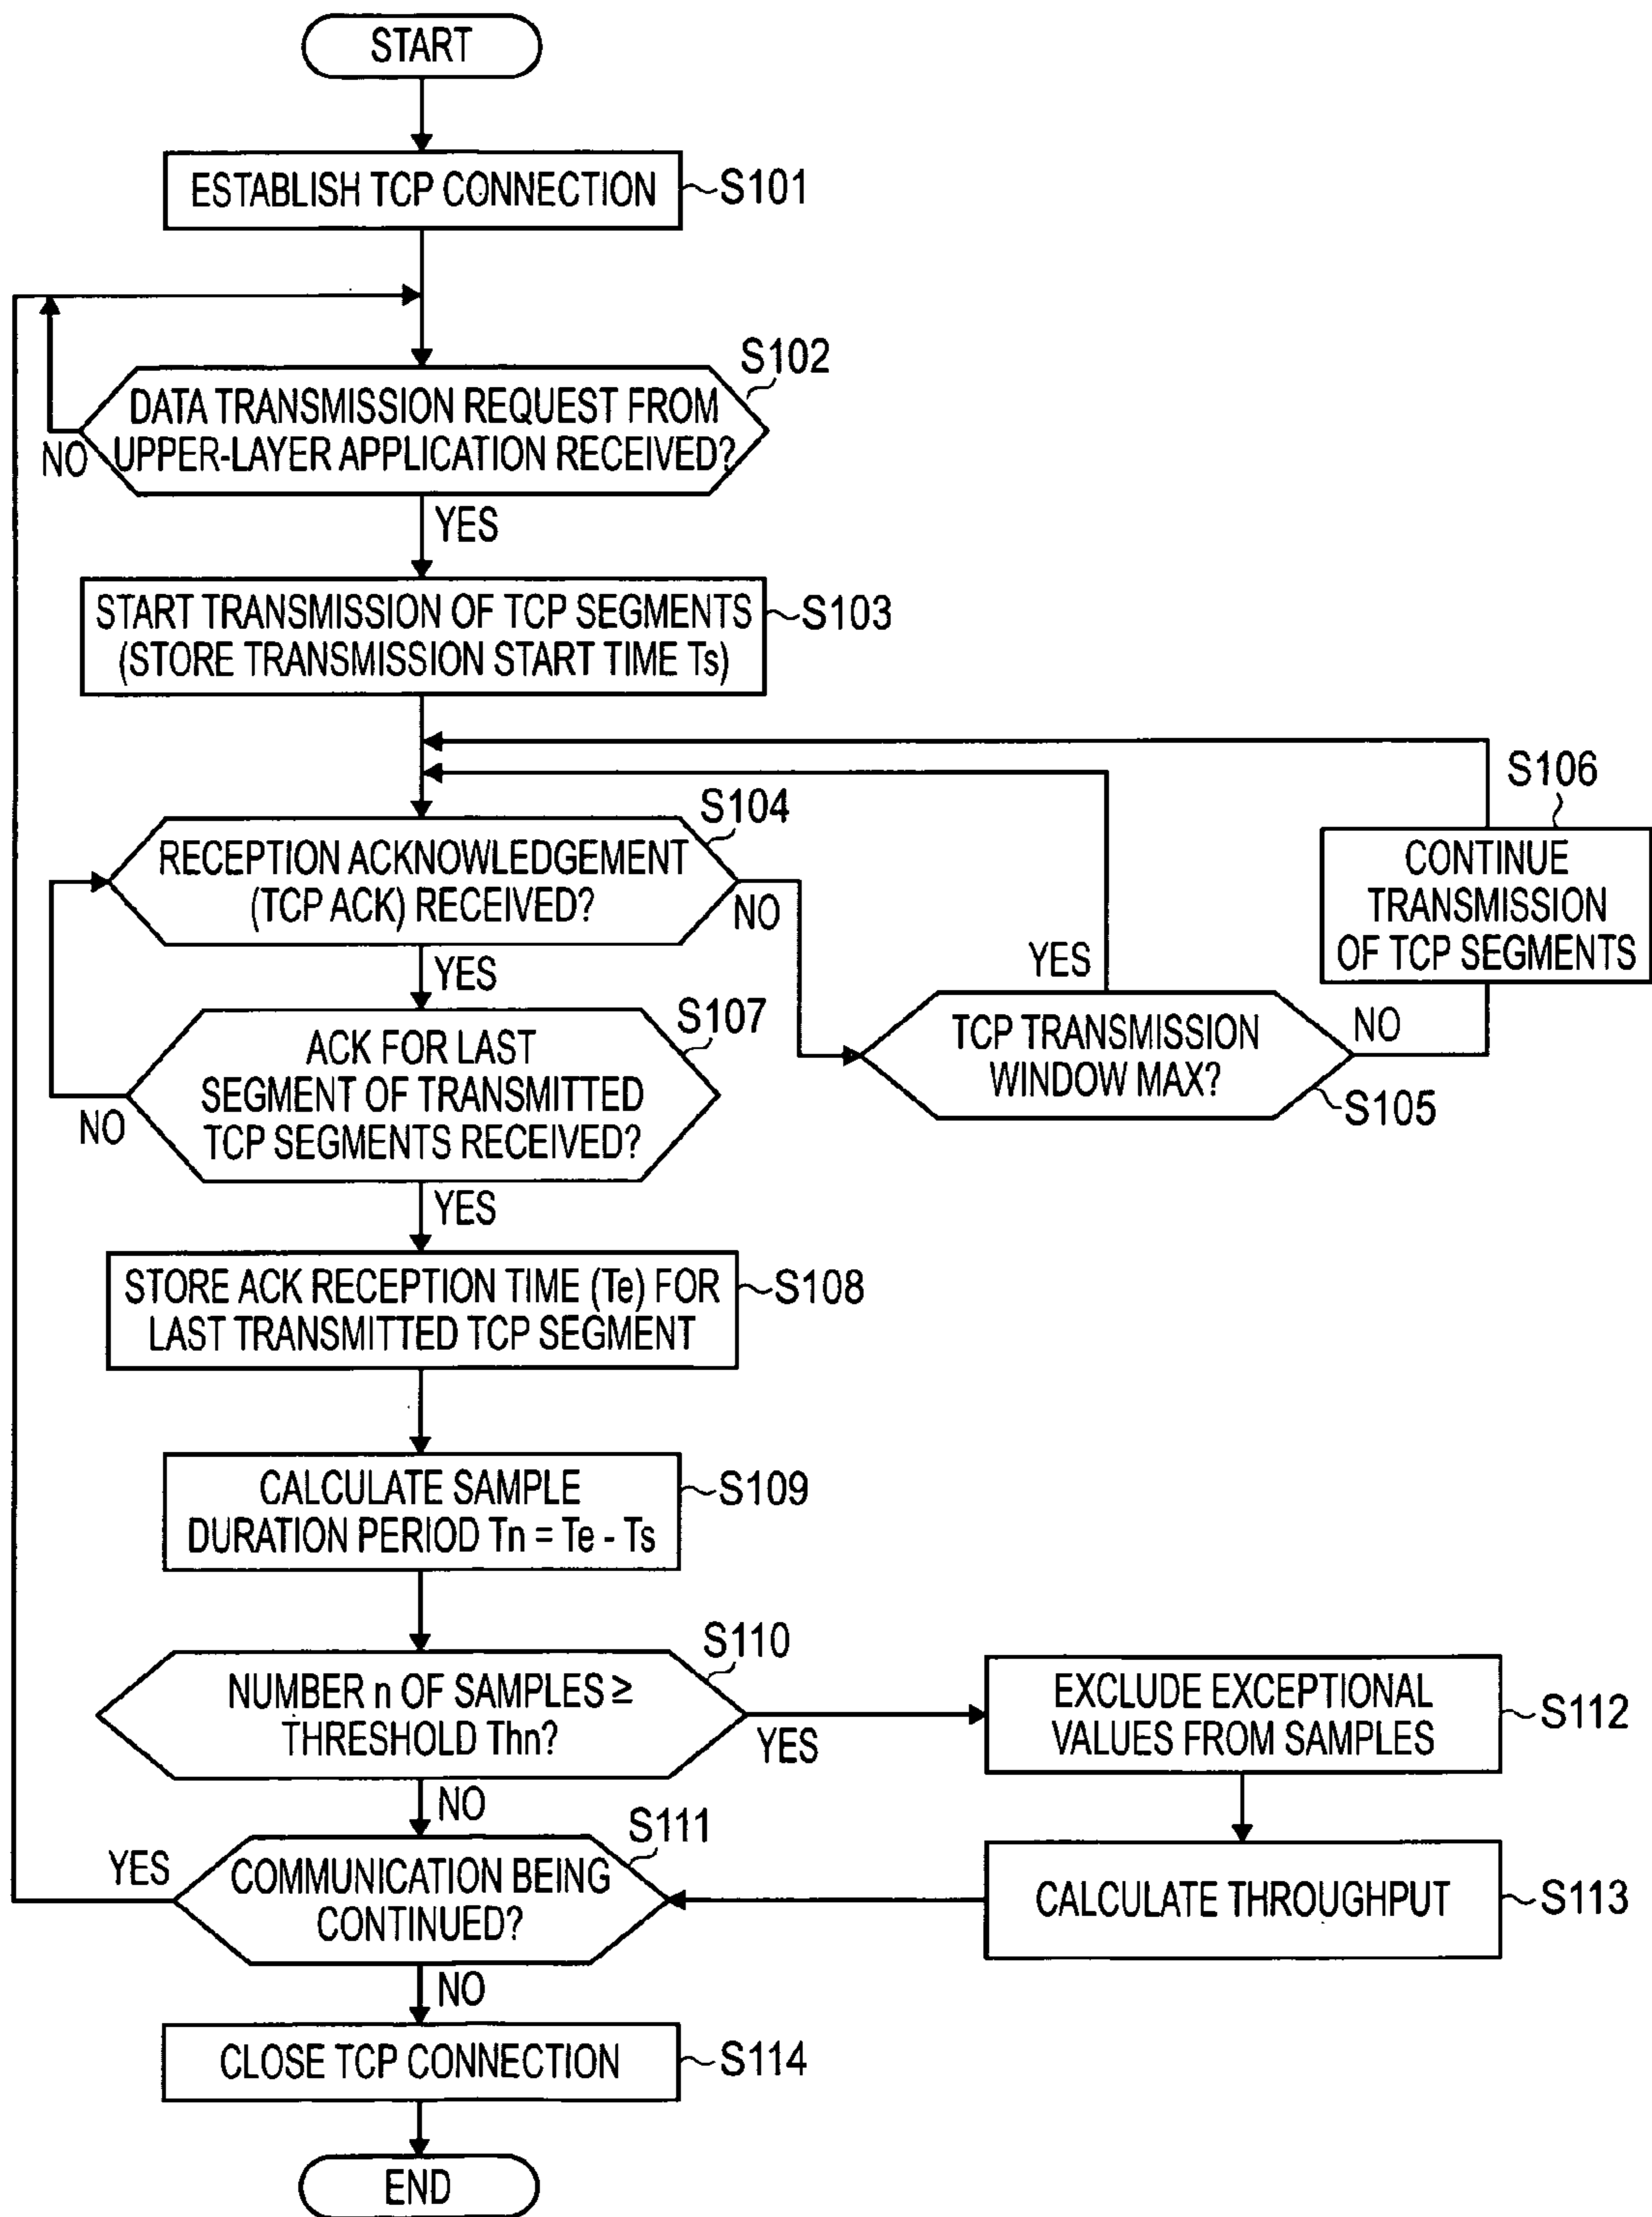 START
ESTABLISH TCP CONNECTION
S101
S102
DATA TRANSMISSION REQUEST FROM
UPPER-LAYER APPLICATION RECEIVED?
NO
YES
START TRANSMISSION OF TCP SEGMENTS
(STORE TRANSMISSION START TIME Ts)
S103
S104
RECEPTION ACKNOWLEDGEMENT
(TCP ACK) RECEIVED?
NO
YES
S106
CONTINUE
TRANSMISSION
OF TCP SEGMENTS
YES
TCP TRANSMISSION
WINDOW MAX?
NO
S105
S107
ACK FOR LAST
SEGMENT OF TRANSMITTED
TCP SEGMENTS RECEIVED?
NO
YES
STORE ACK RECEPTION TIME (Te) FOR
LAST TRANSMITTED TCP SEGMENT
S108
CALCULATE SAMPLE
DURATION PERIOD Tn = Te - Ts
S109
S110
NUMBER n OF SAMPLES ≥
THRESHOLD Thn?
YES
NO
EXCLUDE EXCEPTIONAL
VALUES FROM SAMPLES
S112
S111
YES
COMMUNICATION BEING
CONTINUED?
CALCULATE THROUGHPUT
S113
NO
CLOSE TCP CONNECTION
S114
END